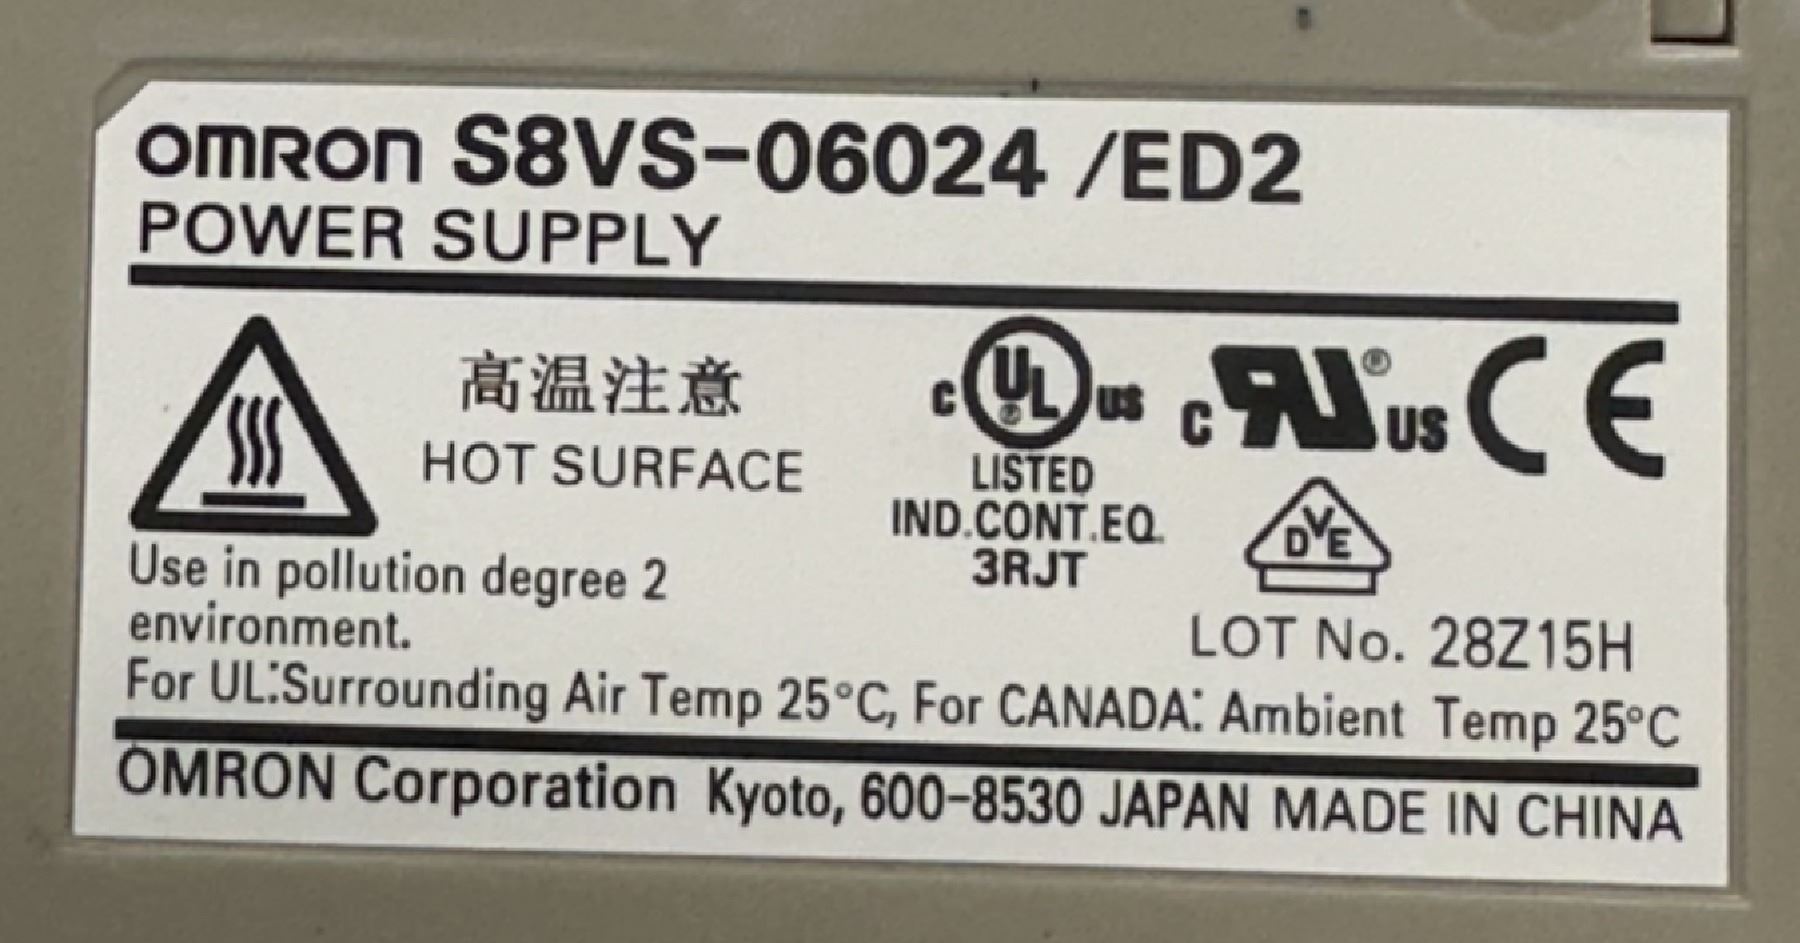 OMRON S8VS-06024 /ED2
POWER SUPPLY
高温注意
HOT SURFACE
C UL ® US
LISTED
IND.CONT.EQ.
3RJT
C RU ® US
CE
DVE
Use in pollution degree 2
environment.
LOT No. 28Z15H
For UL:Surrounding Air Temp 25°C, For CANADA: Ambient Temp 25°C
OMRON Corporation Kyoto, 600-8530 JAPAN MADE IN CHINA